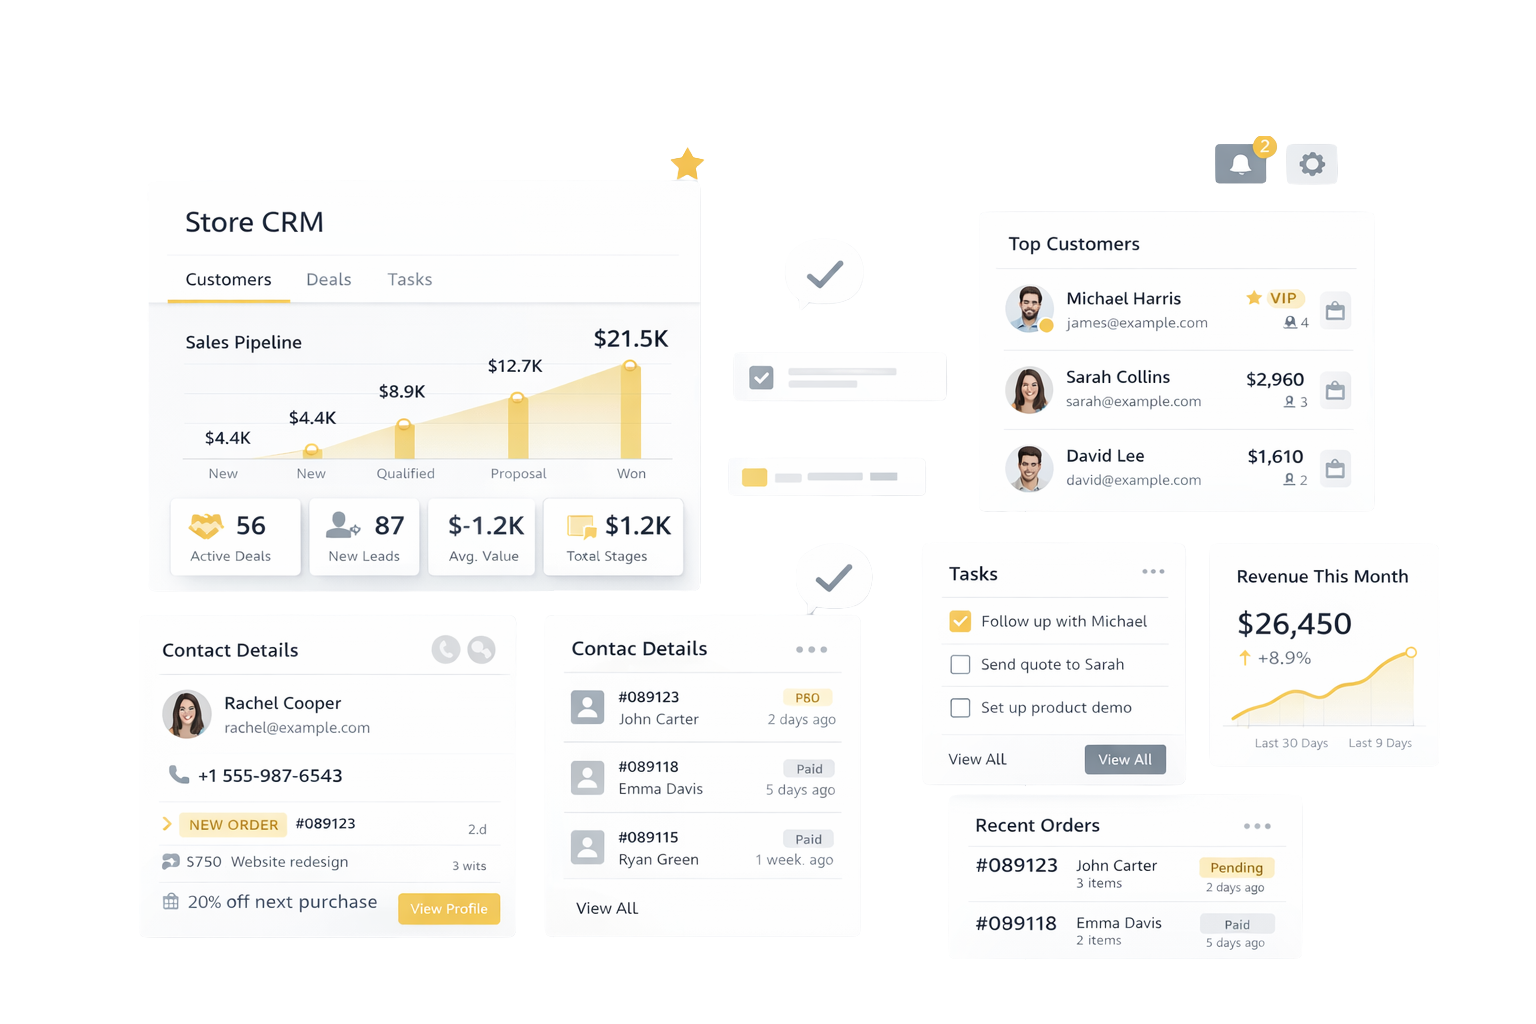 2
Store CRM
Customers Deals Tasks
Sales Pipeline
$4.4K
$4.4K
$8.9K
$12.7K
$21.5K
New New Qualified Proposal Won
56
Active Deals
87
New Leads
$-1.2K
Avg. Value
$1.2K
Total Stages
Top Customers
Michael Harris
james@example.com
VIP
4
Sarah Collins
sarah@example.com
$2,960
3
David Lee
david@example.com
$1,610
2
Contact Details
Rachel Cooper
rachel@example.com
+1 555-987-6543
NEW ORDER #089123
2.d
S750 Website redesign
3 wits
20% off next purchase
View Profile
Contac Details
#089123
John Carter
P80
2 days ago
#089118
Emma Davis
Paid
5 days ago
#089115
Ryan Green
Paid
1 week. ago
View All
Tasks
Follow up with Michael
Send quote to Sarah
Set up product demo
View All
View All
Revenue This Month
$26,450
+8.9%
Last 30 Days Last 9 Days
Recent Orders
#089123
John Carter
3 items
Pending
2 days ago
#099118
Emma Davis
2 items
Paid
5 days ago